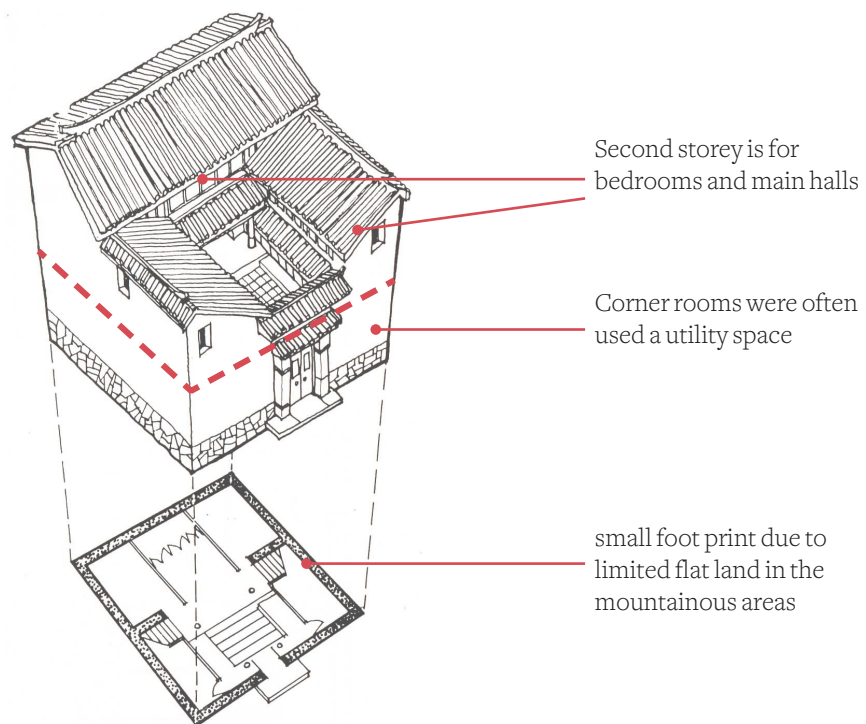 Second storey is for
bedrooms and main halls
Corner rooms were often
used a utility space
small foot print due to
limited flat land in the
mountainous areas